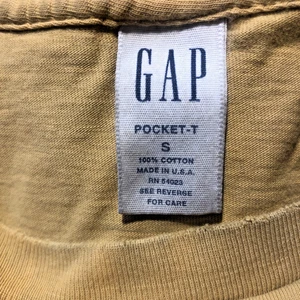 GAP
POCKET-T
S
100% COTTON
MADE IN U.S.A.
RN 54023
SEE REVERSE
FOR CARE